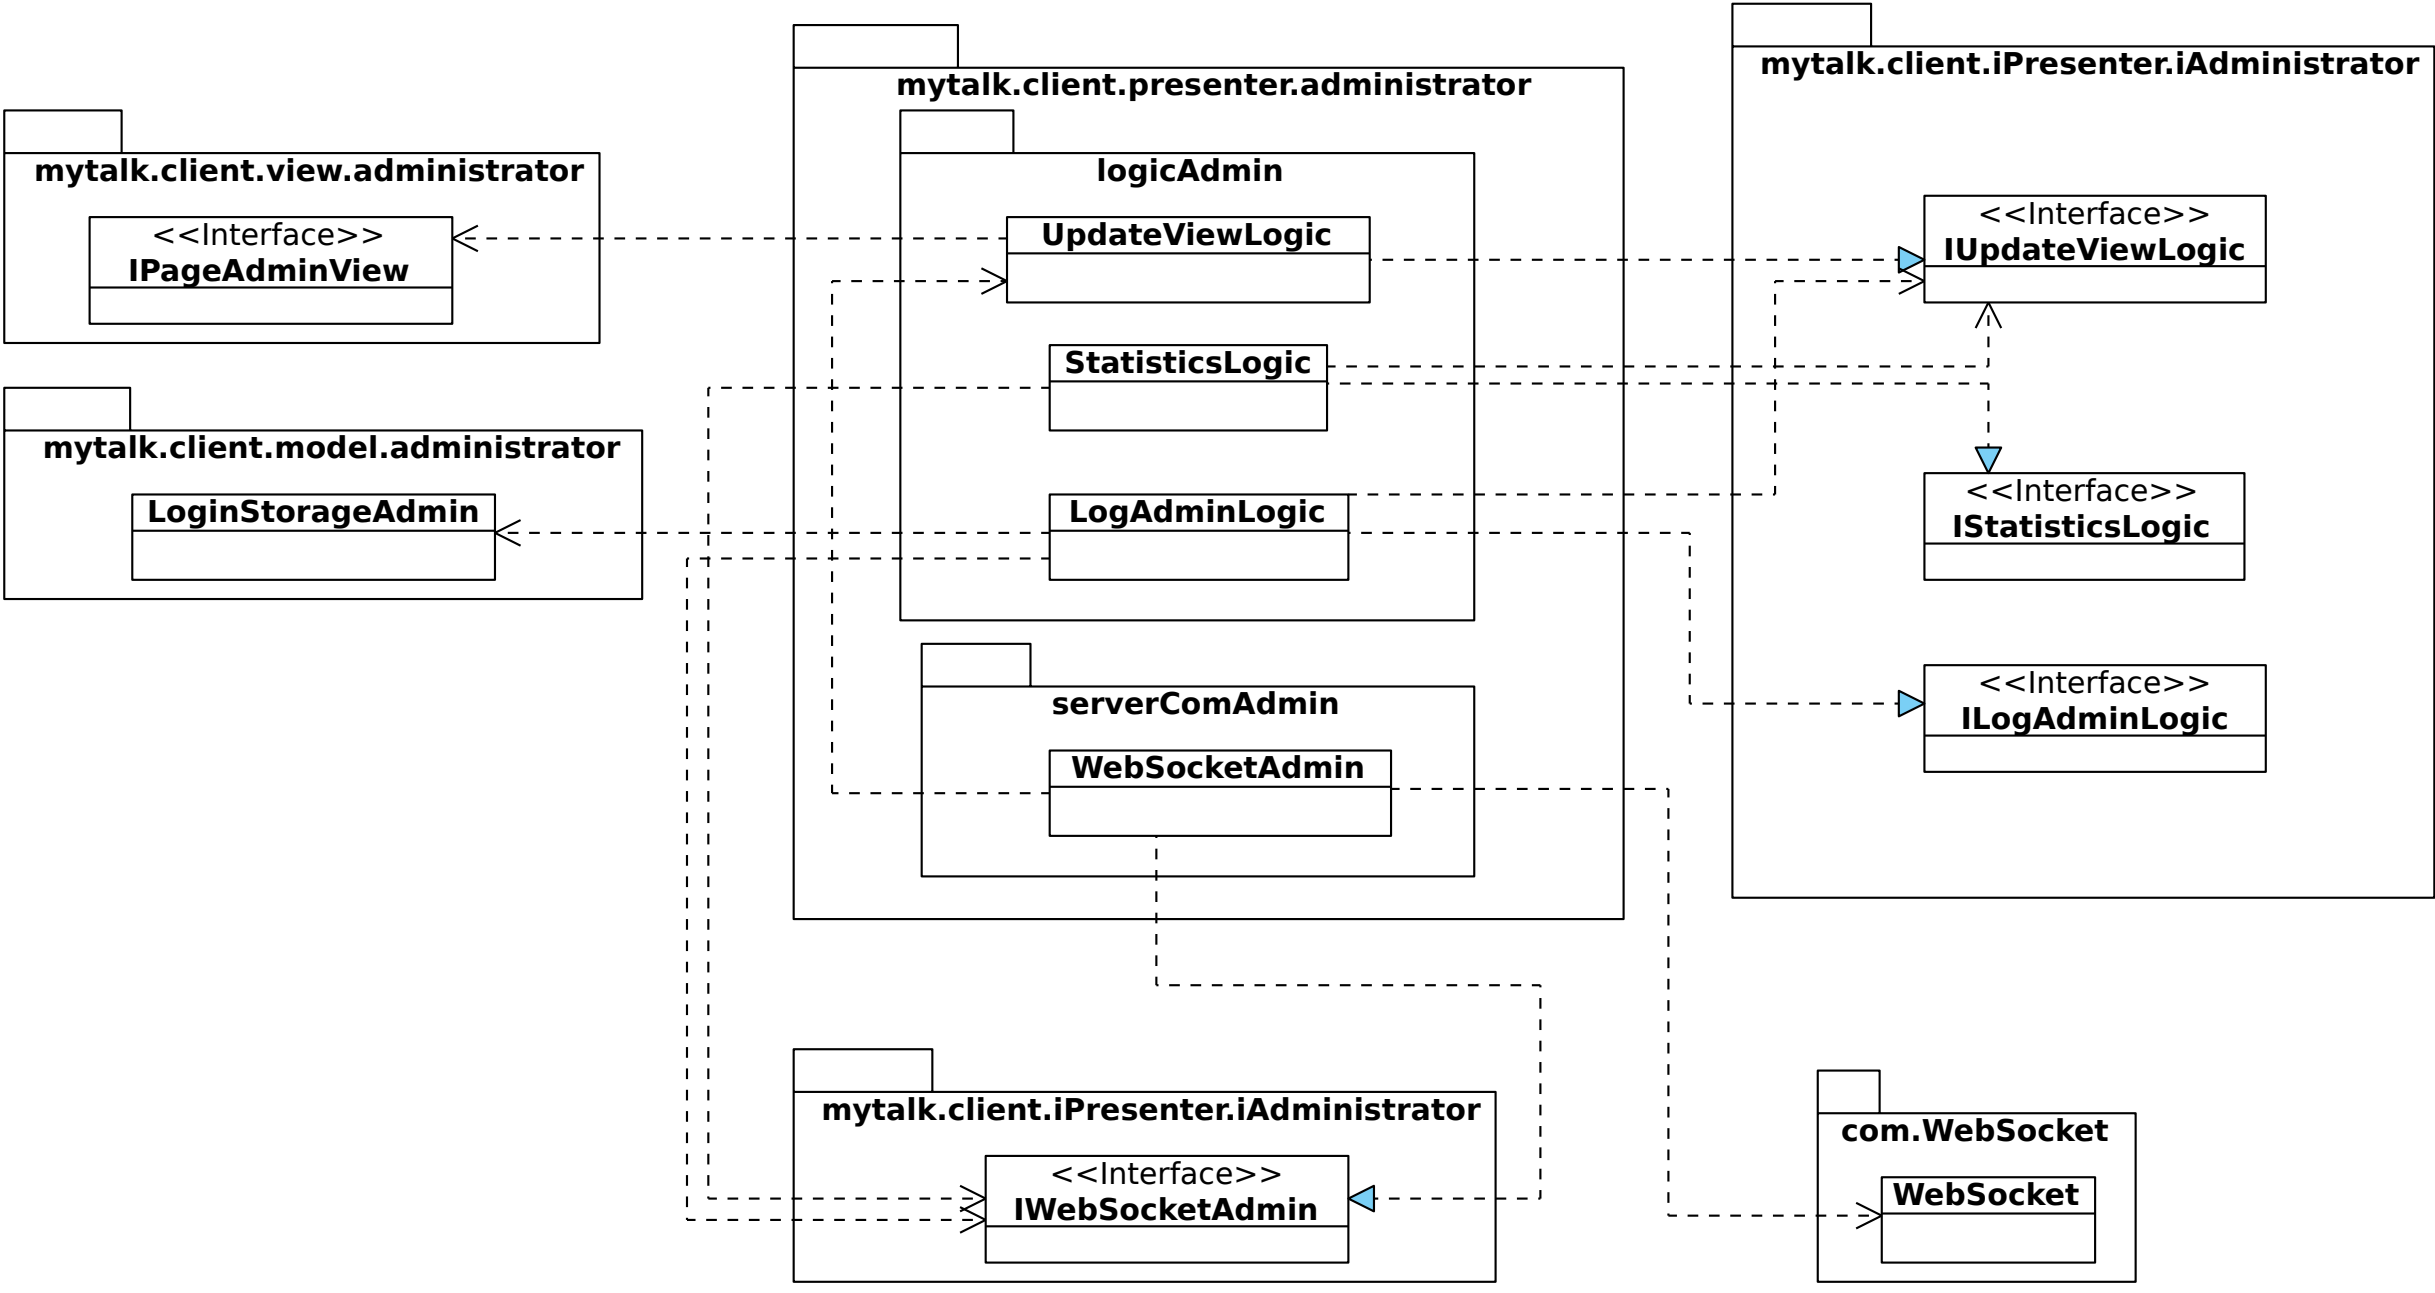 mytalk.client.view.administrator
<<Interface>>
IPageAdminView
mytalk.client.model.administrator
LoginStorageAdmin
mytalk.client.presenter.administrator
logicAdmin
UpdateViewLogic
StatisticsLogic
LogAdminLogic
serverComAdmin
WebSocketAdmin
mytalk.client.iPresenter.iAdministrator
<<Interface>>
IUpdateViewLogic
<<Interface>>
IStatisticsLogic
<<Interface>>
ILogAdminLogic
mytalk.client.iPresenter.iAdministrator
<<Interface>>
IWebSocketAdmin
com.WebSocket
WebSocket